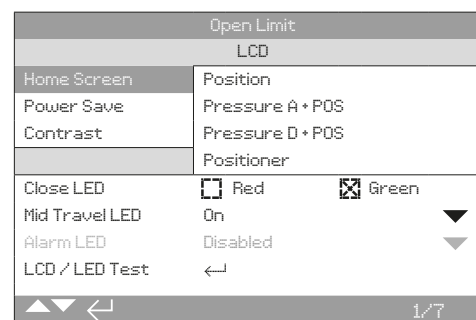 Open Limit
LCD
Home Screen Position
Power Save Pressure A + POS
Contrast Pressure D + POS
Positioner
Close LED Red Green
Mid Travel LED On
Alarm LED Disabled
LCD / LED Test
1/7